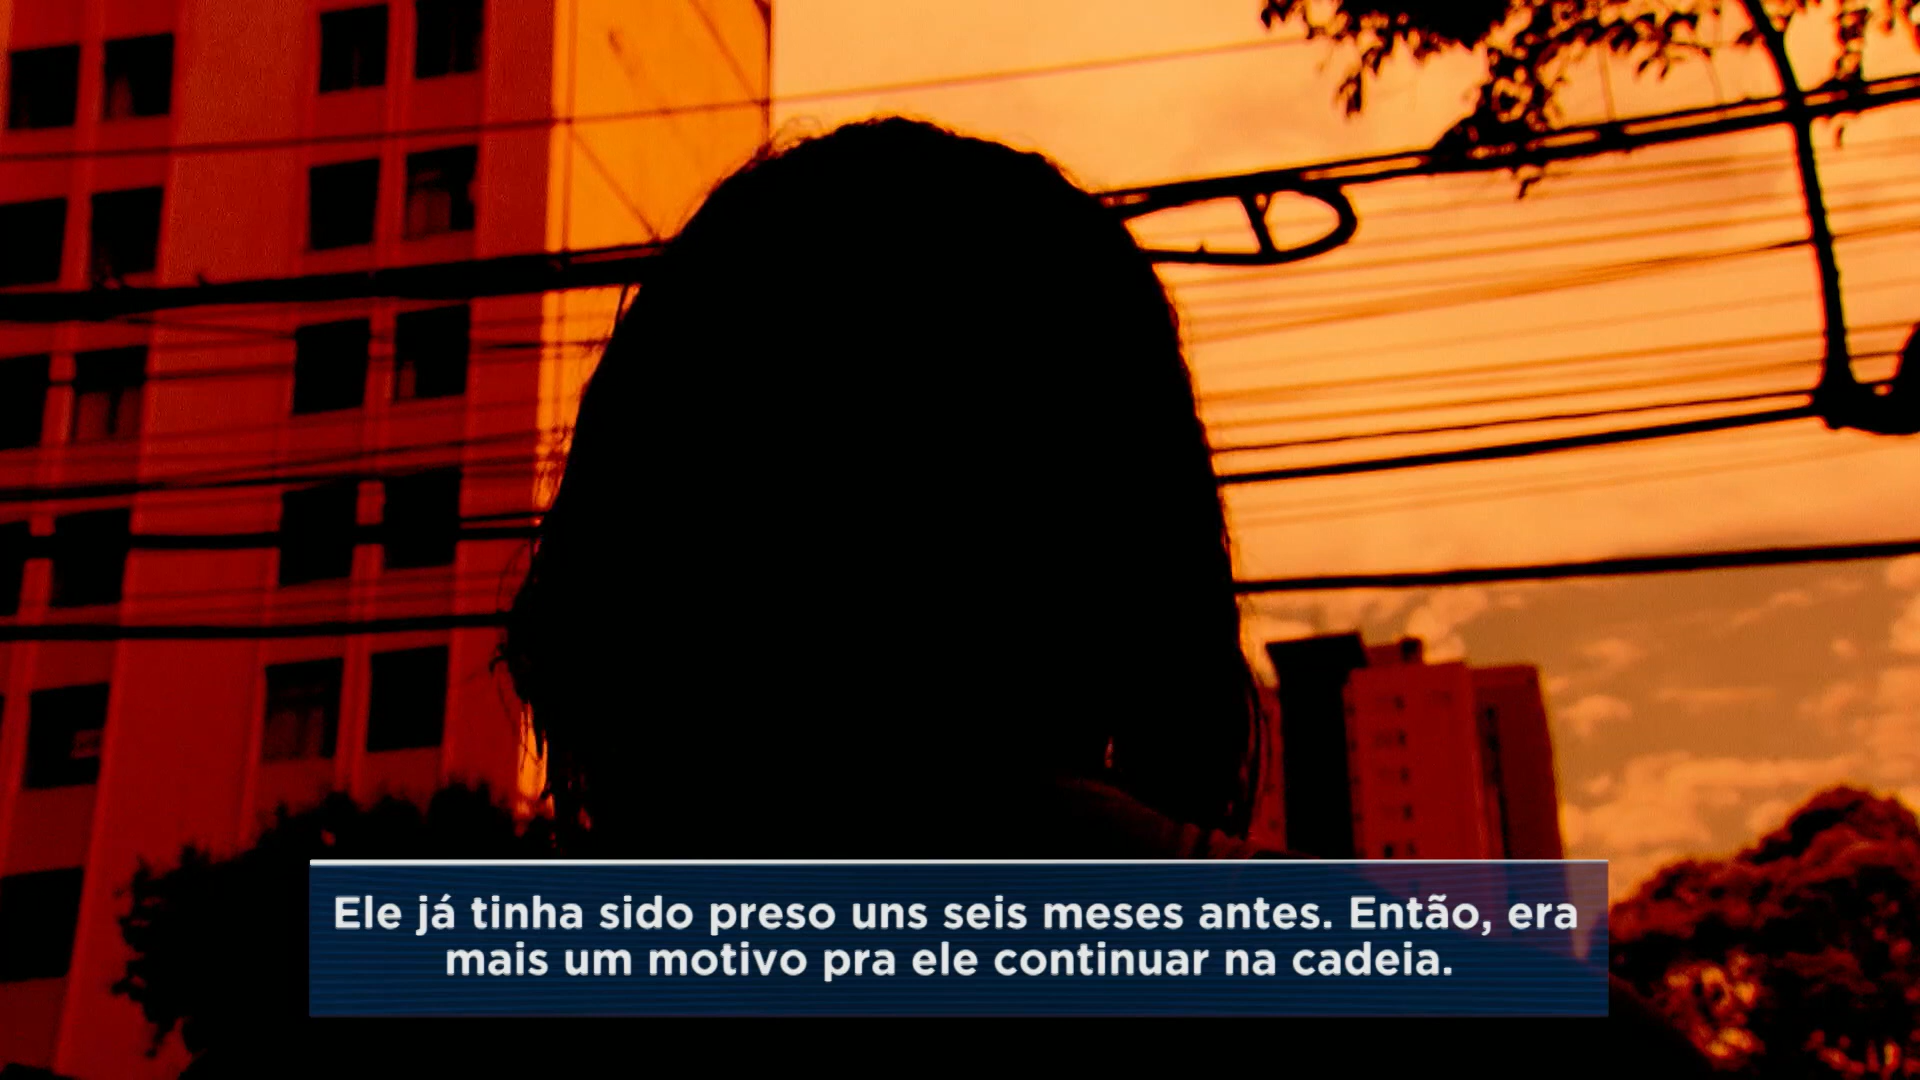 Ele já tinha sido preso uns seis meses antes. Então, era
mais um motivo pra ele continuar na cadeia.